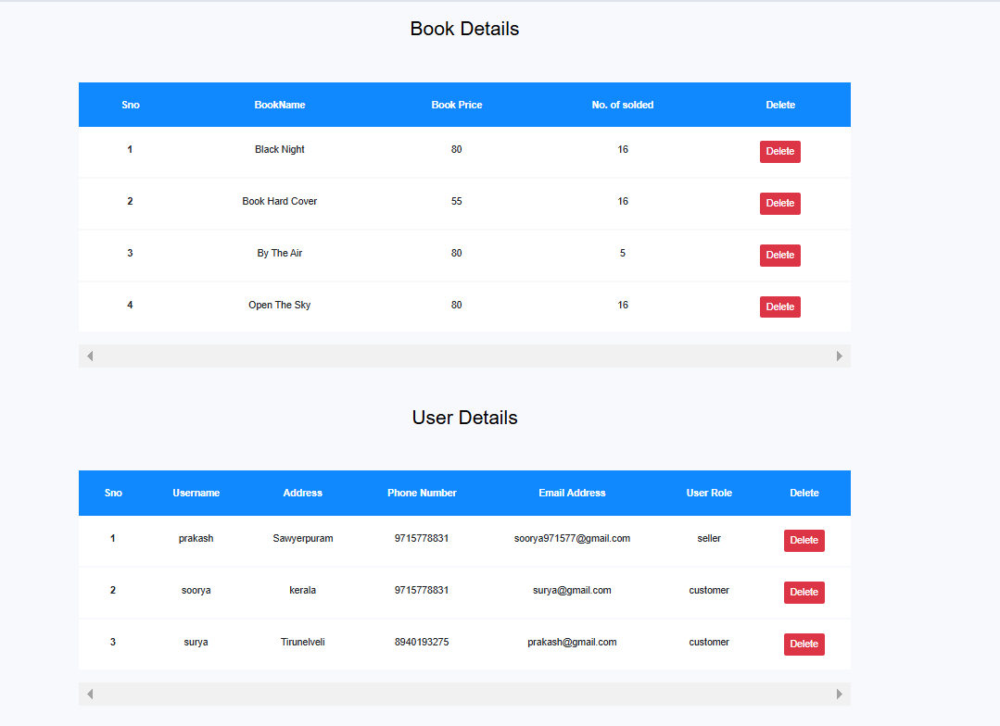 Book Details
Sno BookName Book Price No. of solded Delete
1 Black Night 80 16 Delete
2 Book Hard Cover 55 16 Delete
3 By The Air 80 5 Delete
4 Open The Sky 80 16 Delete
User Details
Sno Username Address Phone Number Email Address User Role Delete
1 prakash Sawyerpuram 9715778831 soorya971577@gmail.com seller Delete
2 soorya kerala 9715778831 surya@gmail.com customer Delete
3 surya Tirunelveli 8940193275 prakash@gmail.com customer Delete